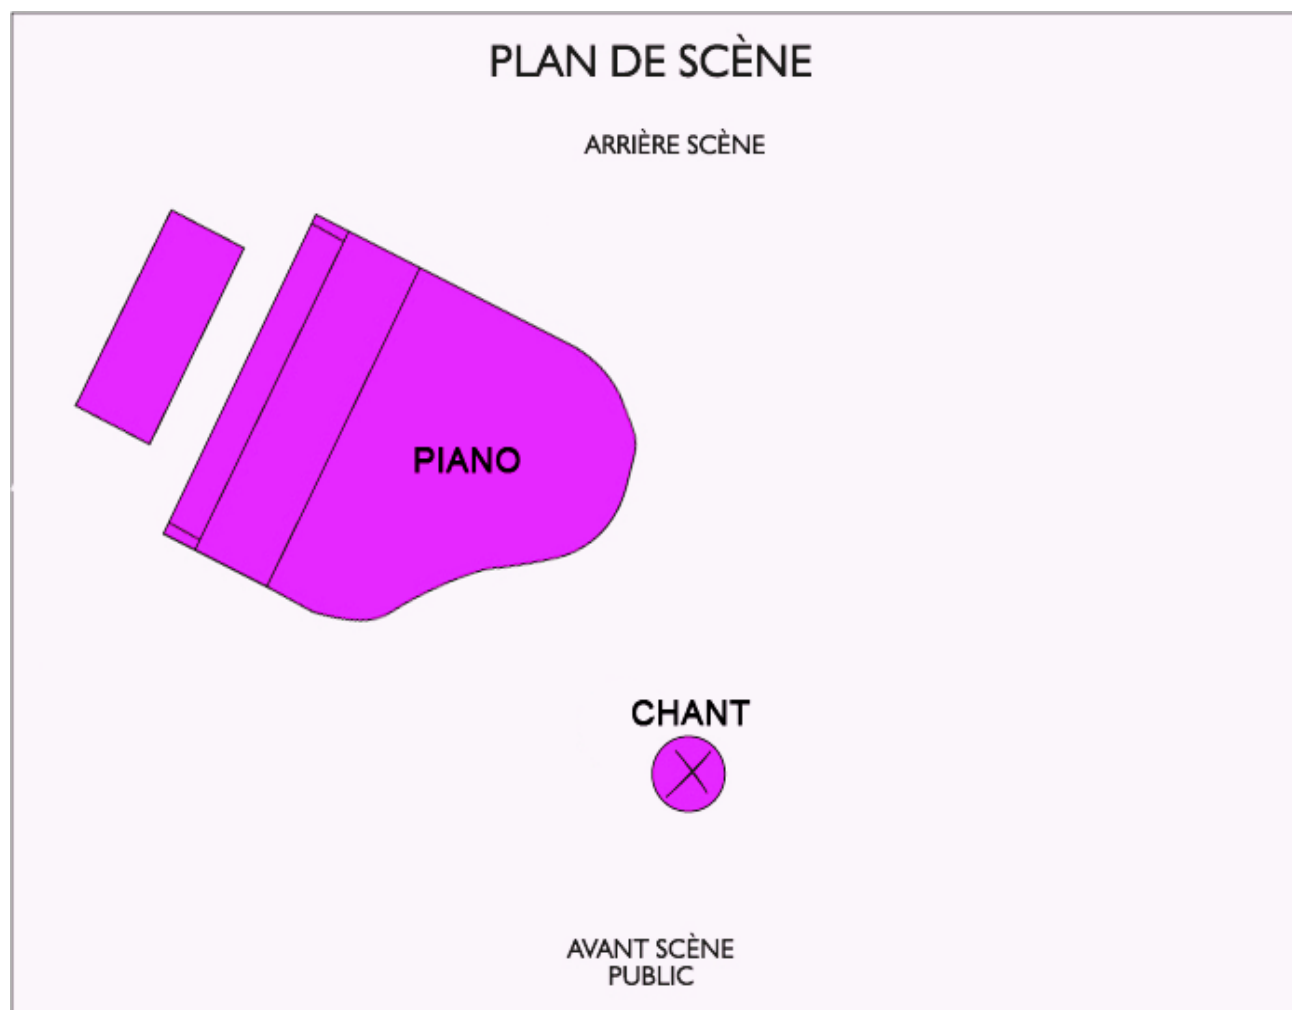 PLAN DE SCÈNE
ARRIÈRE SCÈNE
PIANO
CHANT
AVANT SCÈNE
PUBLIC